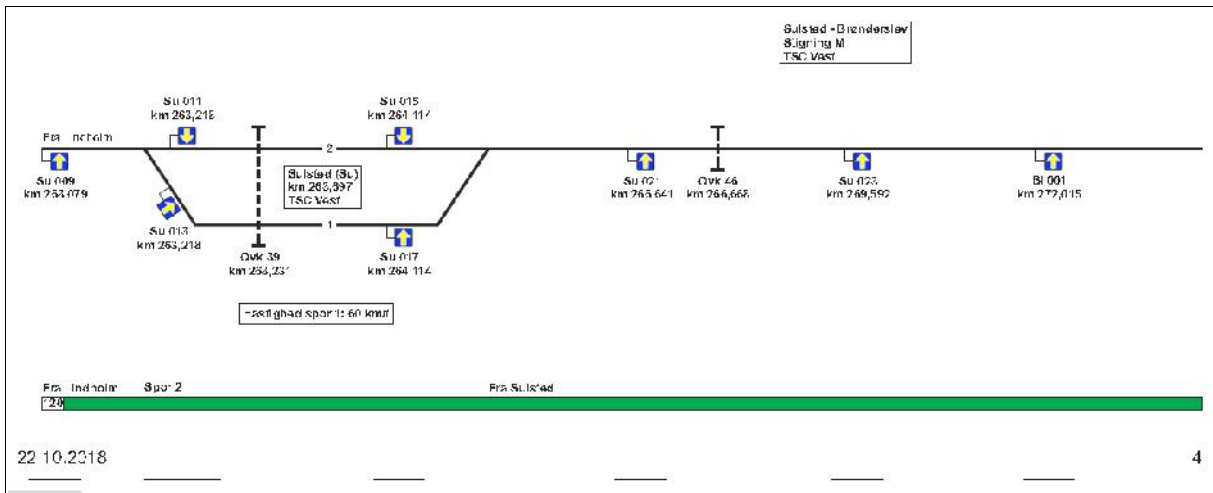 Sulsted - Brønderslev
Stigning M
TSC Vest
Su 011
km 263,218
Su 015
km 264,114
Fra Lindholm
2
Su 009
km 263,079
Sulsted (Su)
km 263,697
TSC Vest
Su 021
km 266,641
Ovk 46
km 266,668
Su 023
km 269,592
Bl 001
km 272,015
Su 013
km 263,218
1
Ovk 39
km 263,231
Su 017
km 264,114
Hastighed spor 1: 60 km/t
Fra Lindholm
Spor 2
Fra Sulsted
120
22.10.2018
4